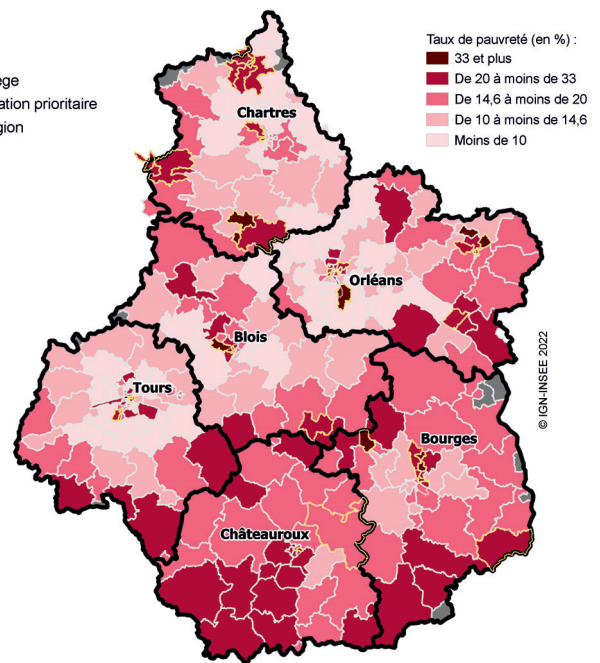 Taux de pauvreté (en %) :
33 et plus
De 20 à moins de 33
De 14,6 à moins de 20
De 10 à moins de 14,6
Moins de 10
ège
ation prioritaire
gion
Chartres
Orléans
Blois
Tours
Bourges
Châteauroux
© IGN-INSEE 2022